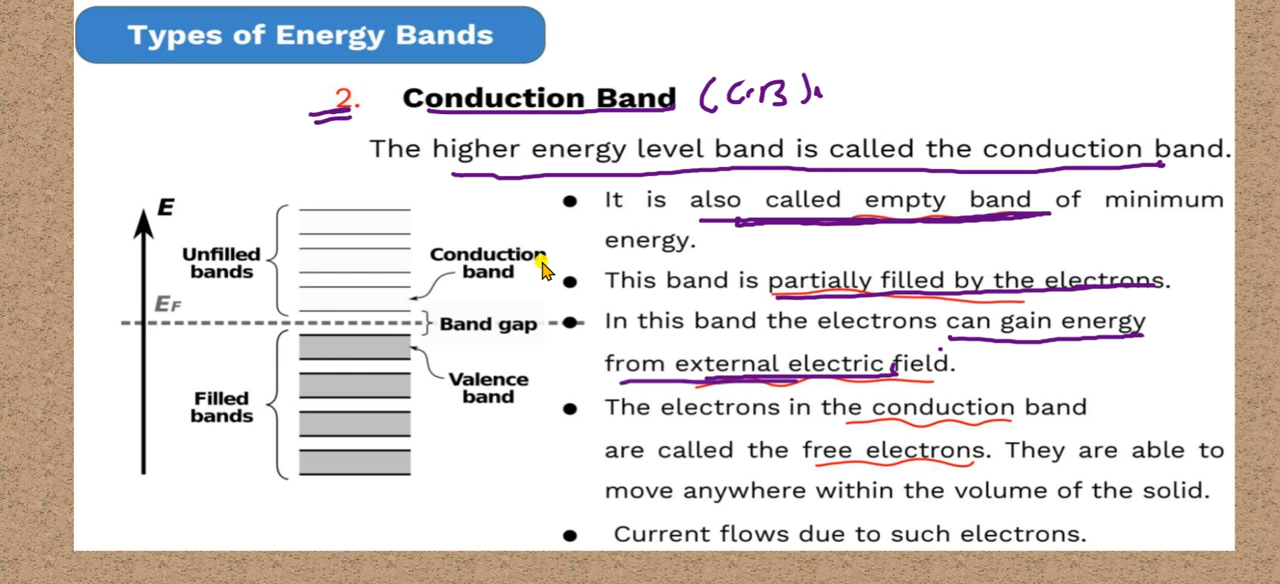 Types of Energy Bands
2. Conduction Band (C.B).
The higher energy level band is called the conduction band.
It is also called empty band of minimum
energy.
This band is partially filled by the electrons.
In this band the electrons can gain energy
from external electric field.
The electrons in the conduction band
are called the free electrons. They are able to
move anywhere within the volume of the solid.
Current flows due to such electrons.
E
Unfilled
bands
Conduction
band
EF
Band gap
Valence
band
Filled
bands